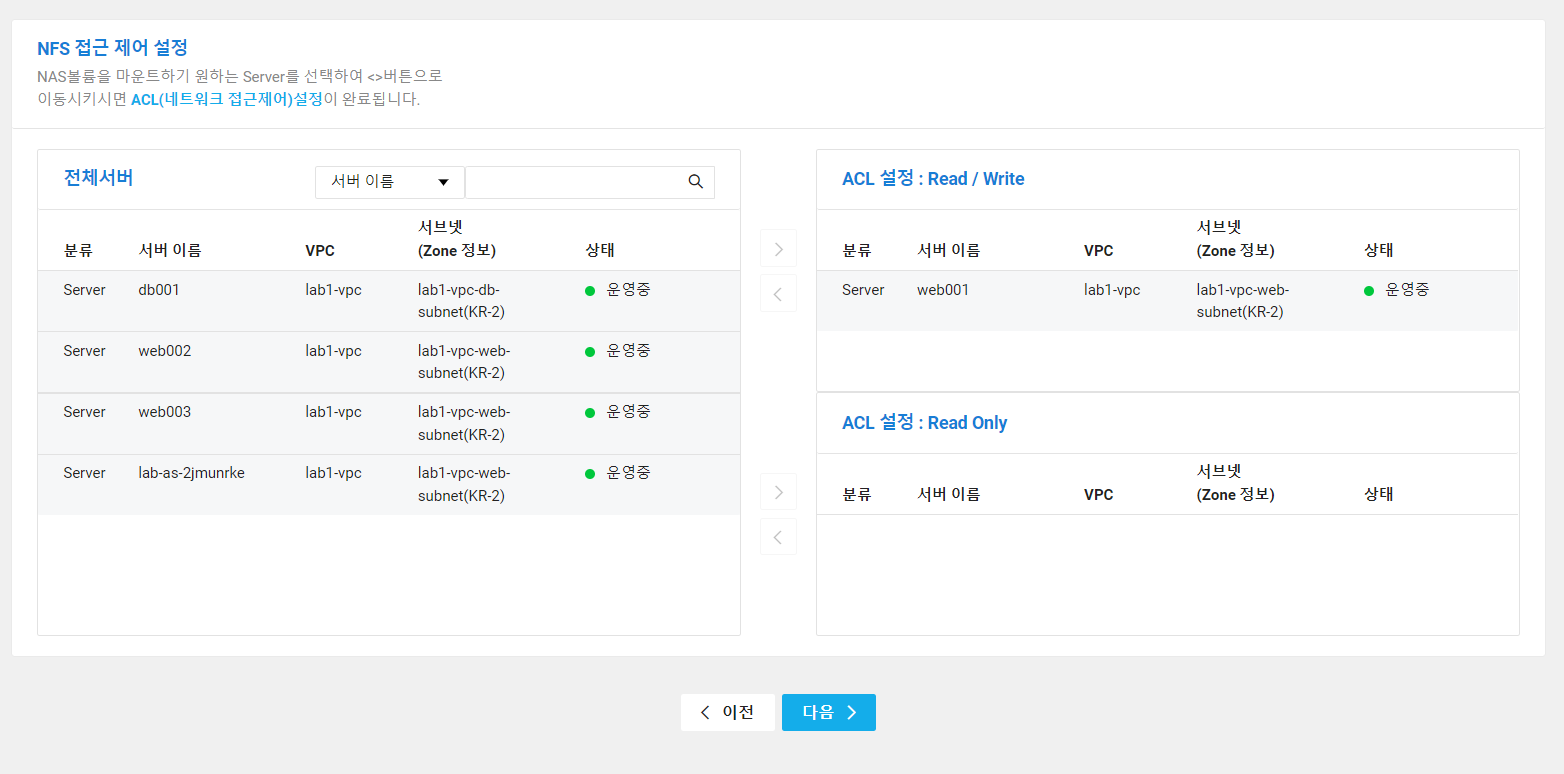 NFS 접근 제어 설정
NAS볼륨을 마운트하기 원하는 Server를 선택하여 <>버튼으로
이동시키시면 ACL(네트워크 접근제어)설정이 완료됩니다.
전체서버
서버 이름
분류 서버 이름 VPC 서브넷 (Zone 정보) 상태
Server db001 lab1-vpc lab1-vpc-db-subnet(KR-2) 운영중
Server web002 lab1-vpc lab1-vpc-web-subnet(KR-2) 운영중
Server web003 lab1-vpc lab1-vpc-web-subnet(KR-2) 운영중
Server lab-as-2jmunrke lab1-vpc lab1-vpc-web-subnet(KR-2) 운영중
ACL 설정 : Read / Write
분류 서버 이름 VPC 서브넷 (Zone 정보) 상태
Server web001 lab1-vpc lab1-vpc-web-subnet(KR-2) 운영중
ACL 설정 : Read Only
분류 서버 이름 VPC 서브넷 (Zone 정보) 상태
이전
다음